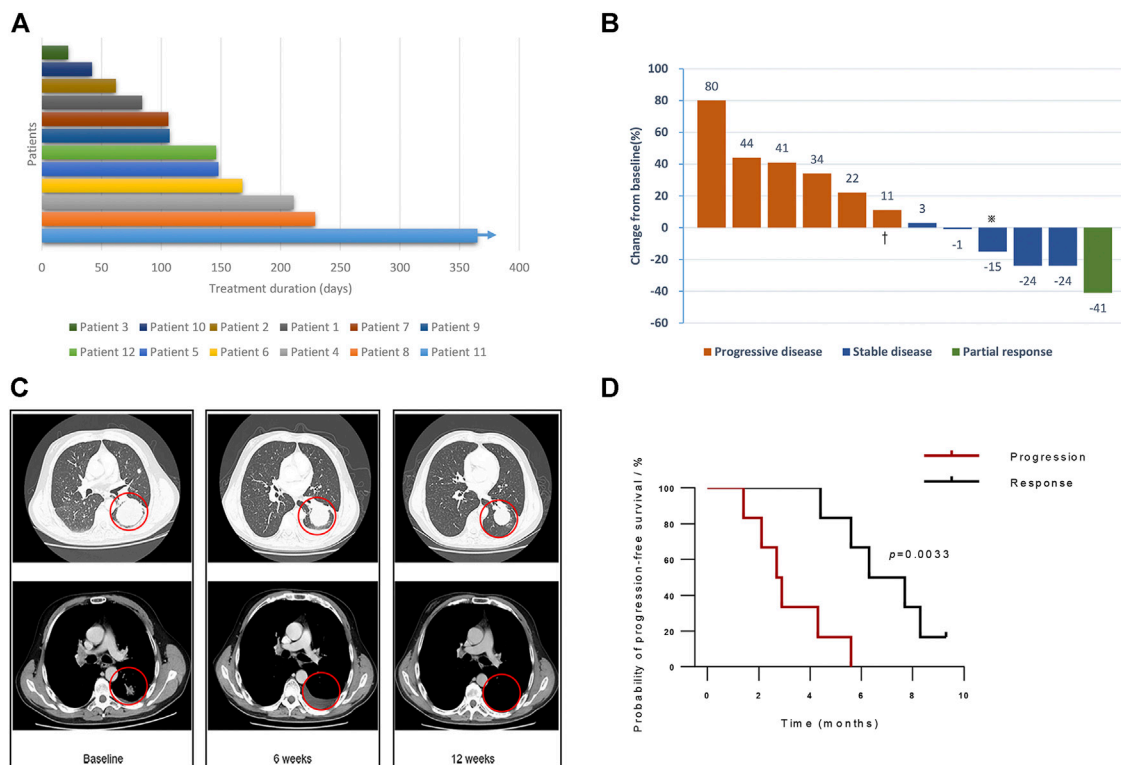 A
Patients
0 50 100 150 200 250 300 350 400
Treatment duration (days)
Patient 3 Patient 10 Patient 2 Patient 1 Patient 7 Patient 9
Patient 12 Patient 5 Patient 6 Patient 4 Patient 8 Patient 11
B
Change from baseline(%)
100
80
60
40
20
0
-20
-40
-60
80
44
41
34
22
11
†
3
-1
※
-15
-24
-24
-41
Progressive disease Stable disease Partial response
C
Baseline 6 weeks 12 weeks
D
Progression
Response
Probability of progression-free survival / %
100
80
60
40
20
0
p=0.0033
0 2 4 6 8 10
Time (months)